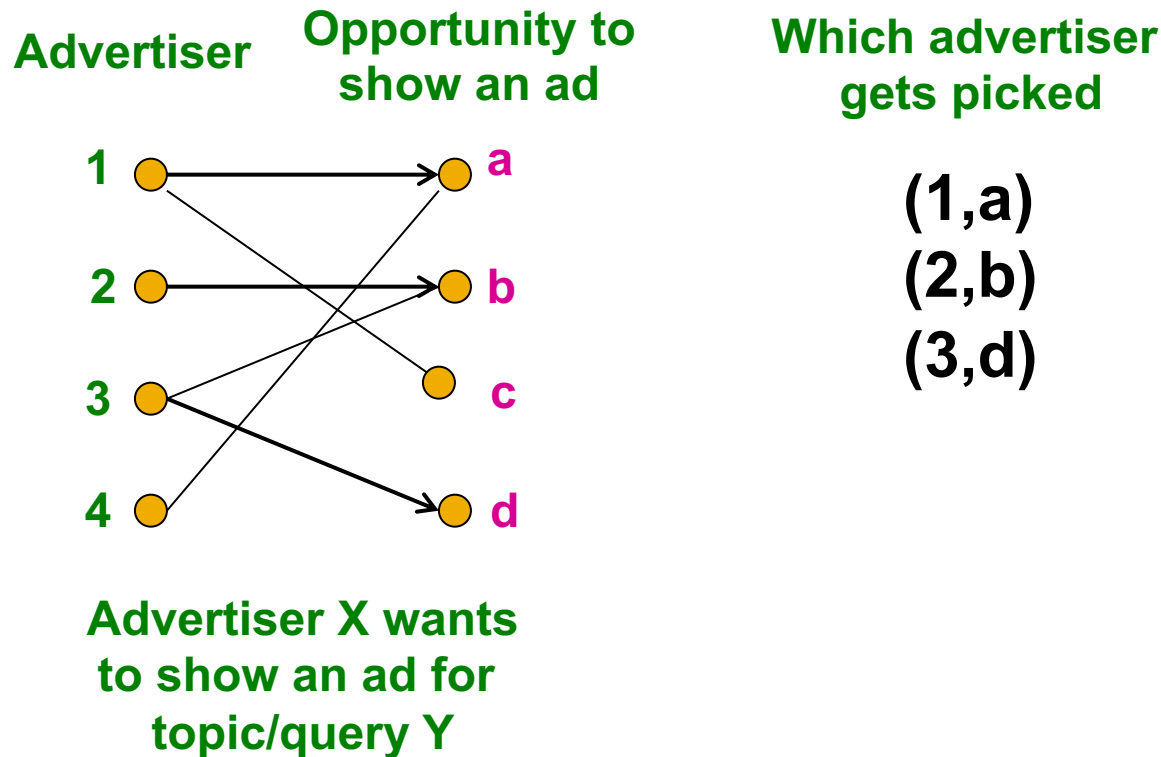 Advertiser
Opportunity to
show an ad
Which advertiser
gets picked
1
a
(1,a)
2
b
(2,b)
3
c
(3,d)
4
d
Advertiser X wants
to show an ad for
topic/query Y